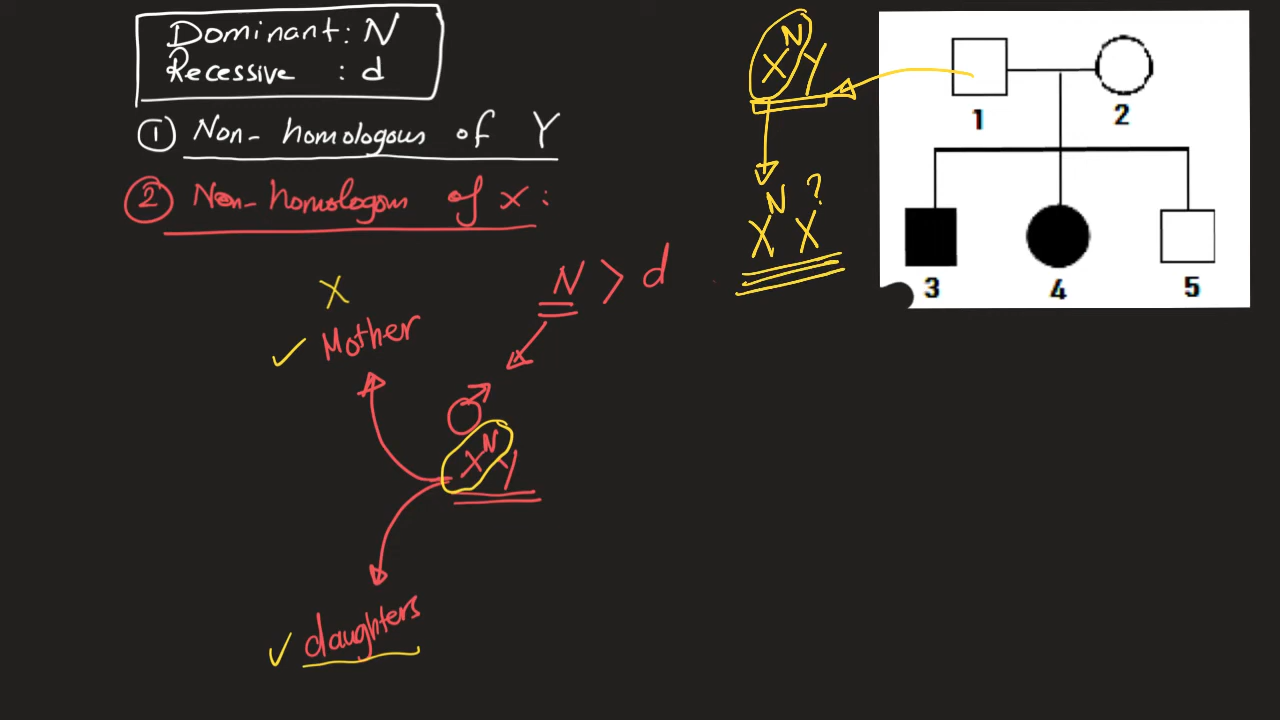 Dominant: N
Recessive : d
① Non-homologous of Y
② Non-homologous of X:
X
Mother
N > d
♂
X^N Y
daughters
X^N Y
X^N X^?
1
2
3
4
5